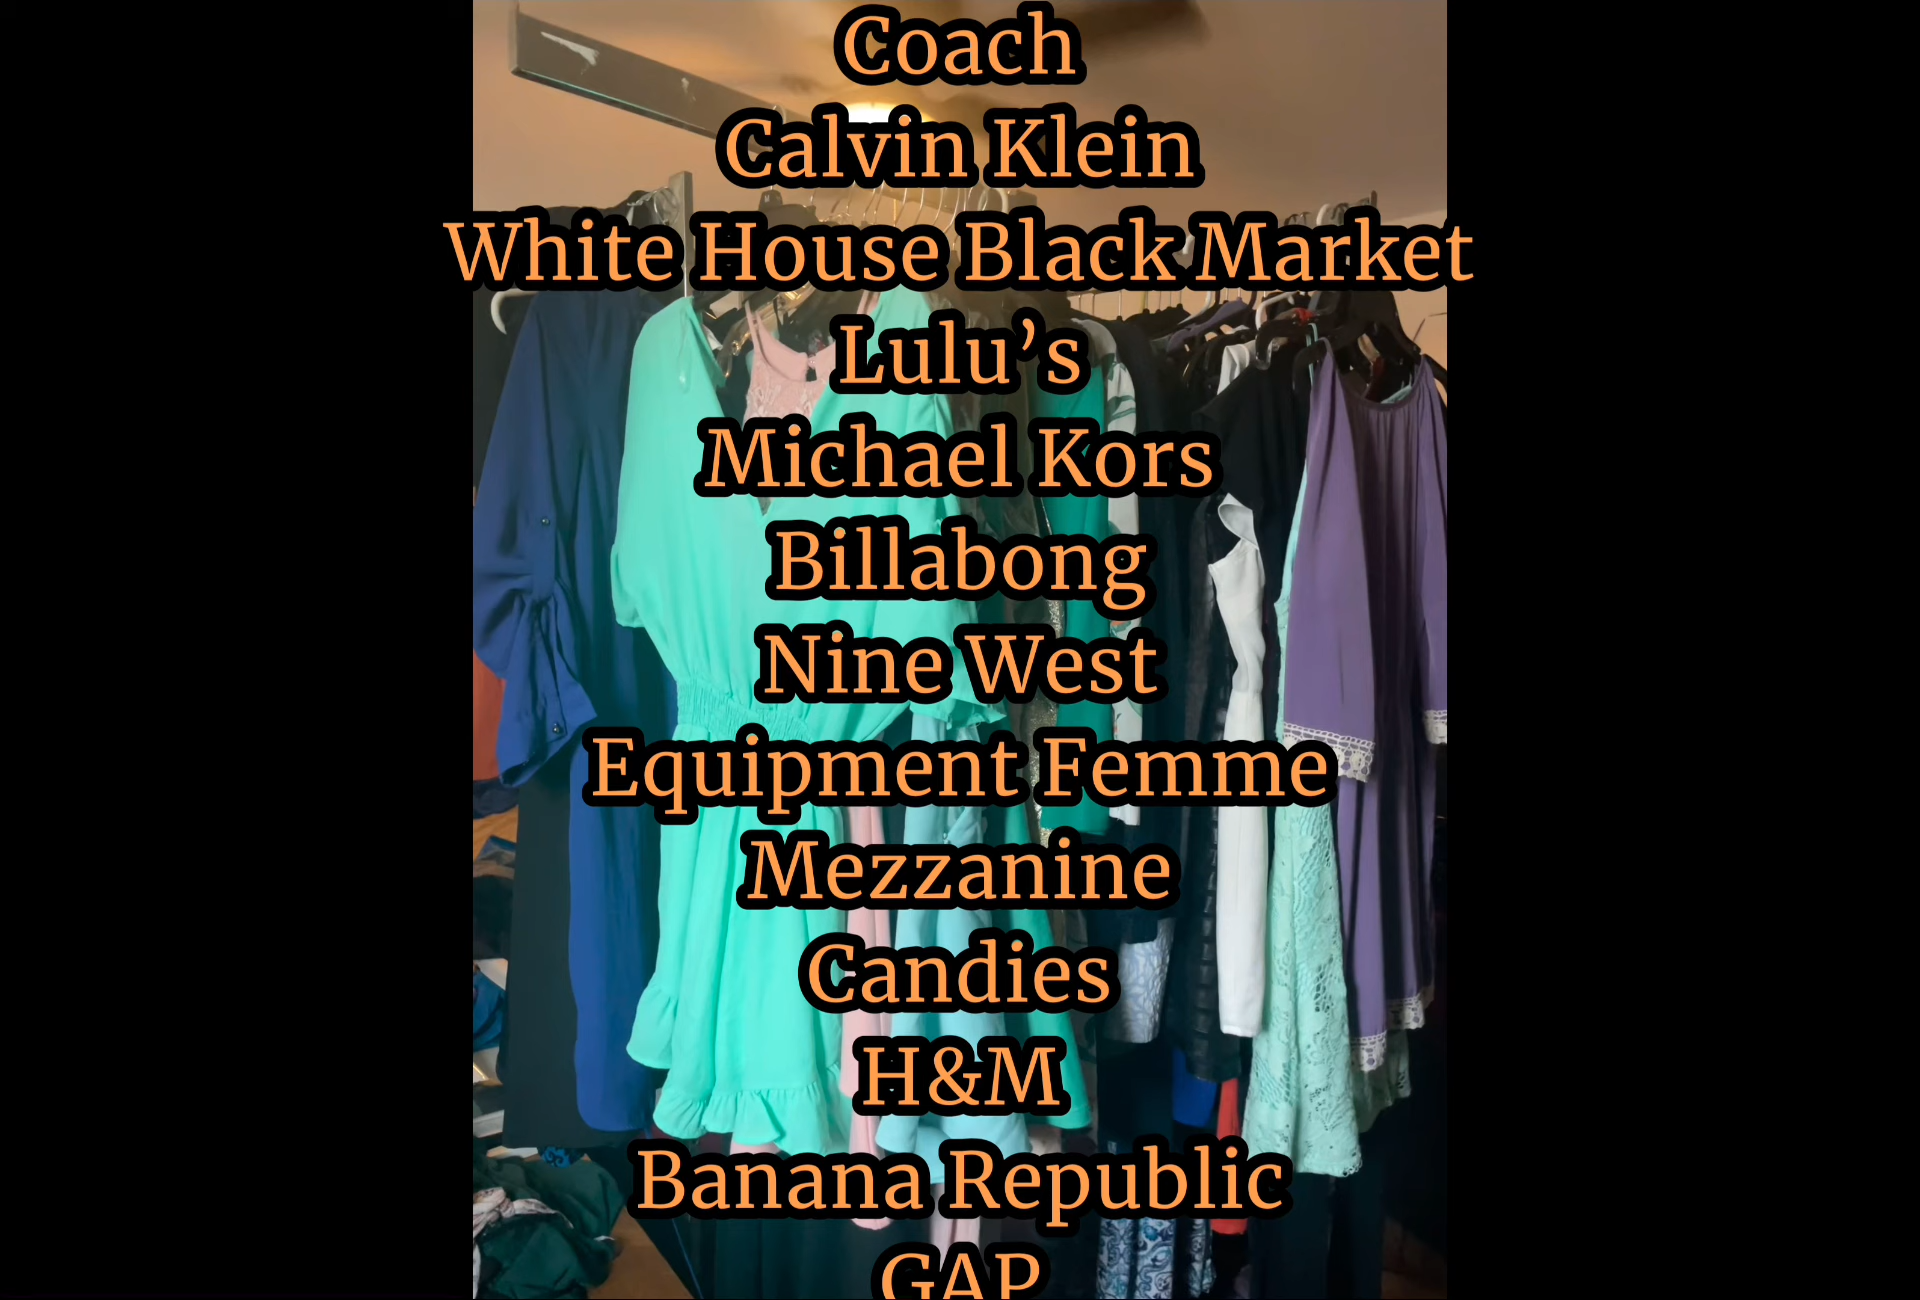 Coach
Calvin Klein
White House Black Market
Lulu’s
Michael Kors
Billabong
Nine West
Equipment Femme
Mezzanine
Candies
H&M
Banana Republic
GAP